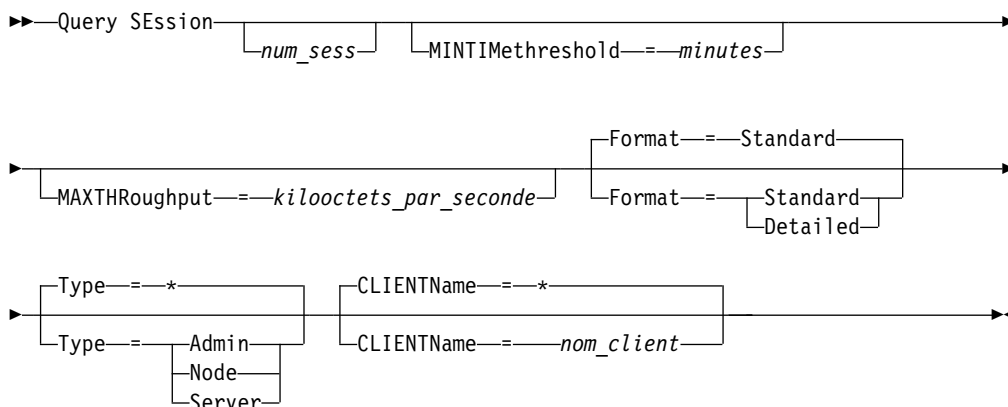 Query SEssion
num_sess MINTIMethreshold = minutes
Format = Standard
MAXTHRoughput = kilooctets_par_seconde Format = Standard
Detailed
Type = * CLIENTName = *
Type = Admin CLIENTName = nom_client
Node
Server